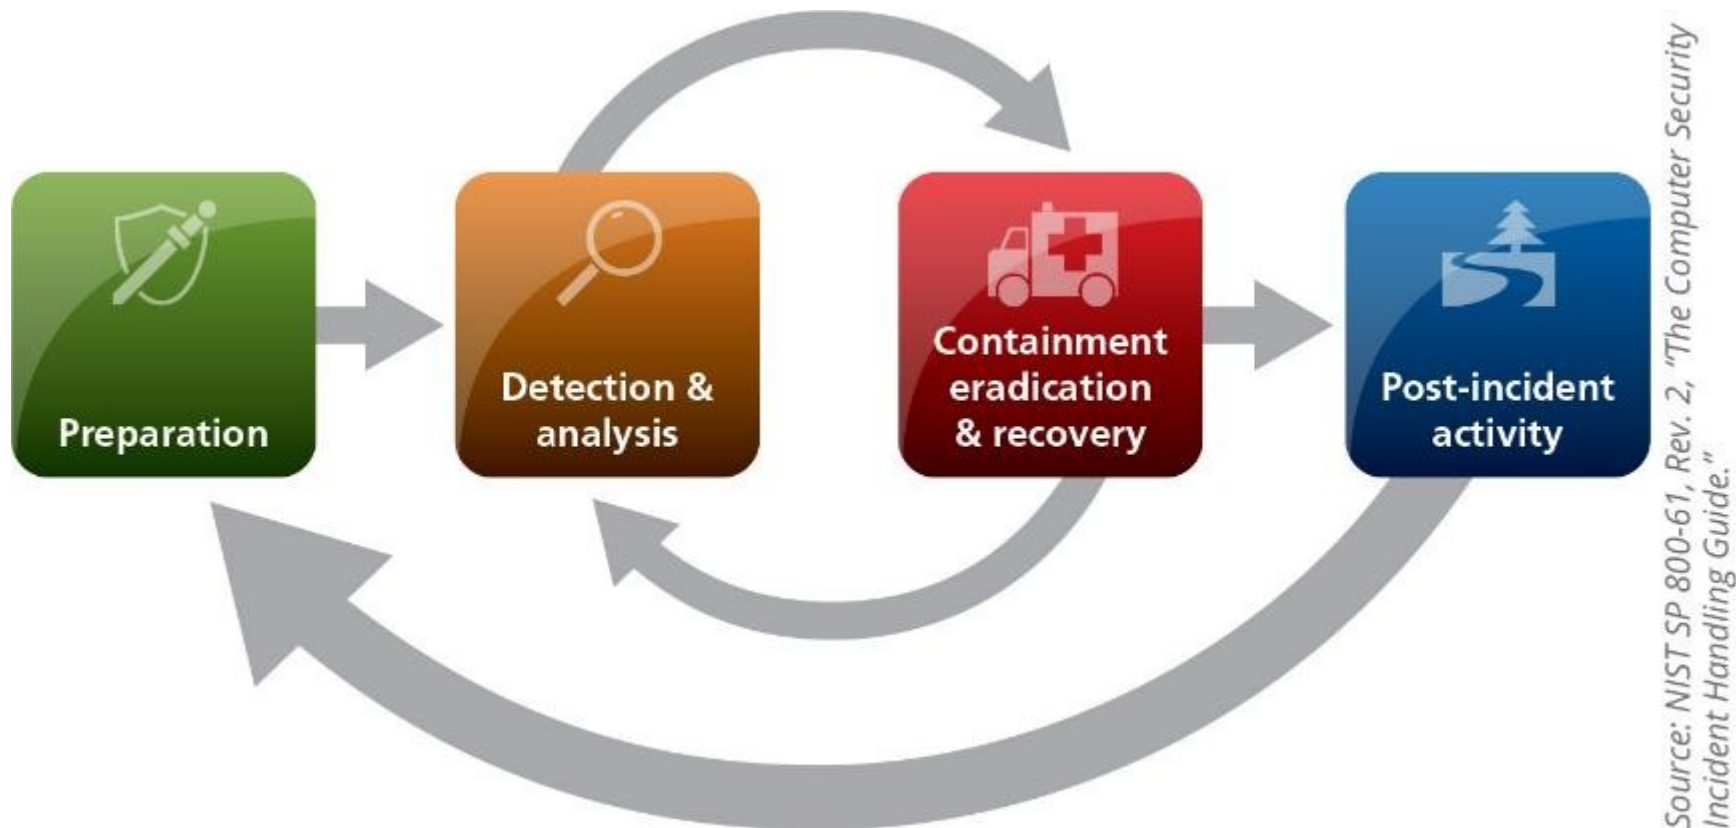 Preparation
Detection &
analysis
Containment
eradication
& recovery
Post-incident
activity
Source: NIST SP 800-61, Rev. 2, “The Computer Security
Incident Handling Guide.”